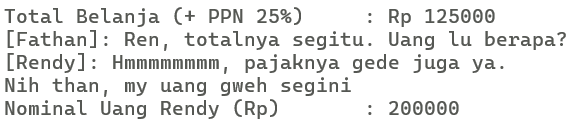 Total Belanja (+ PPN 25%)     : Rp 125000
[Fathan]: Ren, totalnya segitu. Uang lu berapa?
[Rendy]: Hmmmmmmmm, pajaknya gede juga ya.
Nih than, my uang gweh segini
Nominal Uang Rendy (Rp)       : 200000